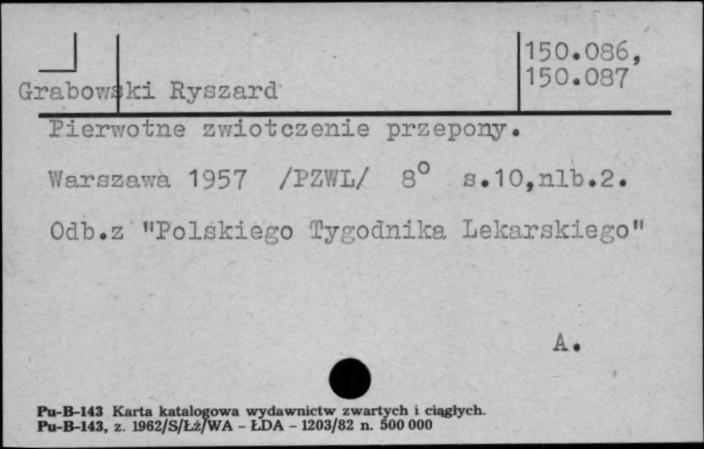 150.086,
150.087
Grabowski Ryszard
Pierwotne zwiotczenie przepony.
Warszawa 1957 /PZWL/ 8° s.10,nlb.2.
Odb.z "Polskiego Tygodnika Lekarskiego"
A.
Pu-B-143 Karta katalogowa wydawnictw zwartych i ciągłych.
Pu-B-143, z. 1962/S/Łż/WA - ŁDA - 1203/82 n. 500 000